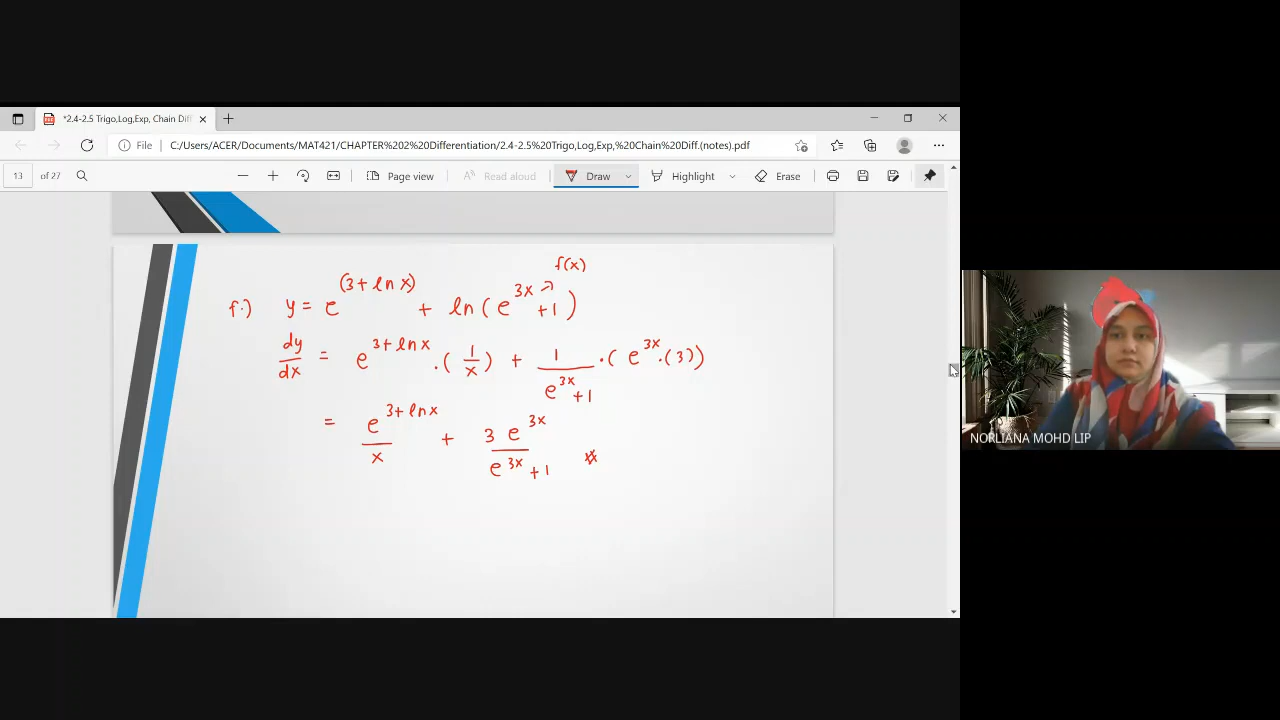 *2.4-2.5 Trigo,Log,Exp, Chain Dif
File C:/Users/ACER/Documents/MAT421/CHAPTER%202%20Differentiation/2.4-2.5%20Trigo,Log,Exp,%20Chain%20Diff.(notes).pdf
13 of 27 Page view Read aloud Draw Highlight Erase
f(x)
f.) y = e^(3 + ln x) + ln ( e^3x + 1 )
dy/dx = e^3 + ln x · ( 1/x ) + 1/(e^3x + 1) · ( e^3x · (3) )
= e^3 + ln x / x + 3 e^3x / (e^3x + 1)
NORLIANA MOHD LIP